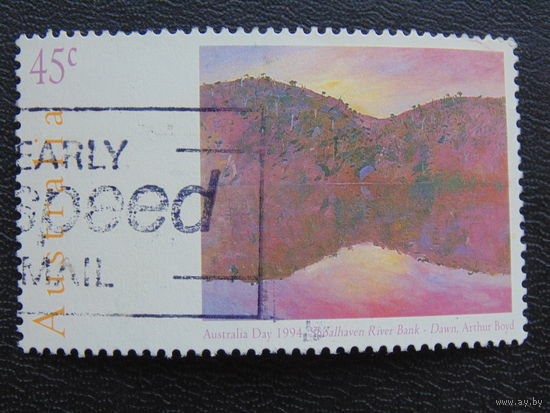 45c
Australia
EARLY
speed
MAIL
Australia Day 1994, Shoalhaven River Bank - Dawn, Arthur Boyd
www.ay.by